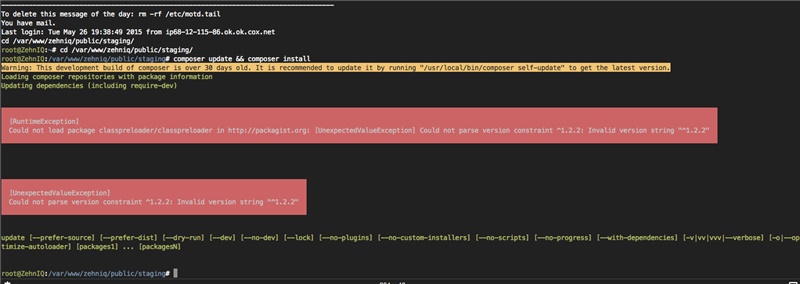 To delete this message of the day: rm -rf /etc/motd.tail
You have mail.
Last login: Tue May 26 19:38:49 2015 from ip68-12-115-86.ok.ok.cox.net
cd /var/www/zehniq/public/staging/
root@ZehnIQ:~# cd /var/www/zehniq/public/staging/
root@ZehnIQ:/var/www/zehniq/public/staging# composer update && composer install
Warning: This development build of composer is over 30 days old. It is recommended to update it by running "/usr/local/bin/composer self-update" to get the latest version.
Loading composer repositories with package information
Updating dependencies (including require-dev)
[RuntimeException]
Could not load package classpreloader/classpreloader in http://packagist.org: [UnexpectedValueException] Could not parse version constraint ^1.2.2: Invalid version string "^1.2.2"
[UnexpectedValueException]
Could not parse version constraint ^1.2.2: Invalid version string "^1.2.2"
update [--prefer-source] [--prefer-dist] [--dry-run] [--dev] [--no-dev] [--lock] [--no-plugins] [--no-custom-installers] [--no-scripts] [--no-progress] [--with-dependencies] [-v|vv|vvv|--verbose] [-o|--op
timize-autoloader] [packages1] ... [packagesN]
root@ZehnIQ:/var/www/zehniq/public/staging#